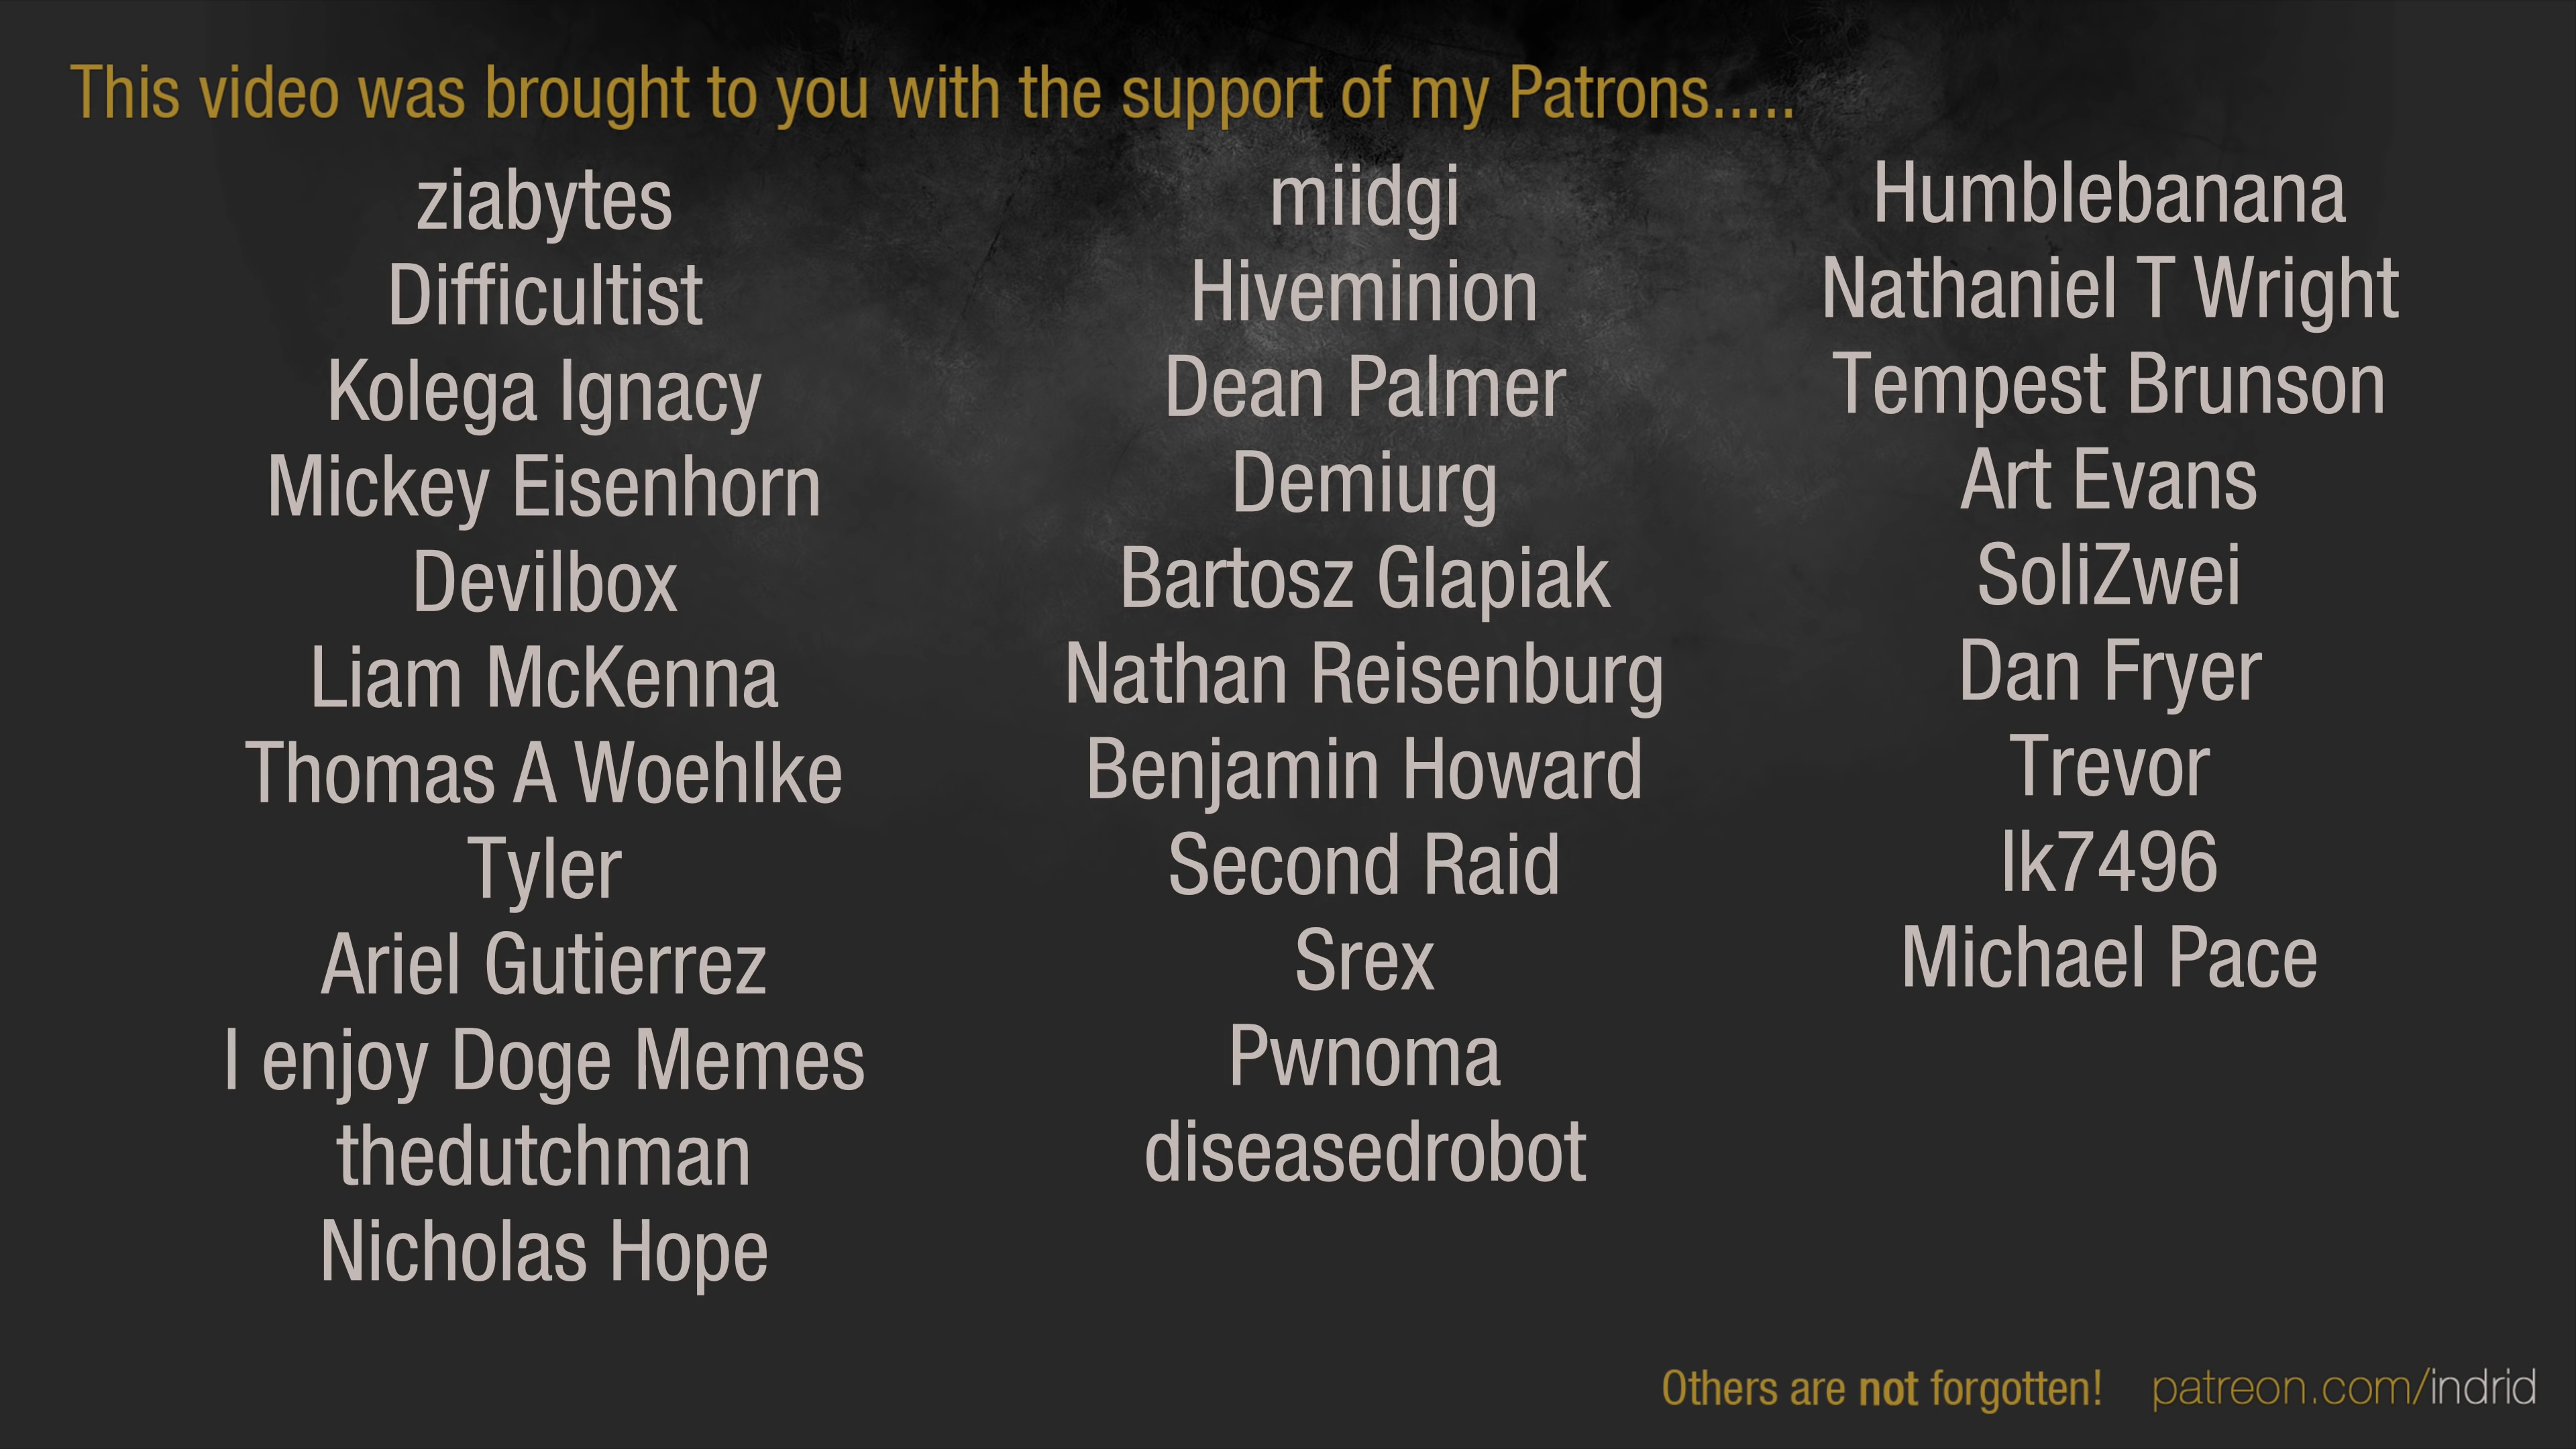 This video was brought to you with the support of my Patrons.....
ziabytes
Difficultist
Kolega Ignacy
Mickey Eisenhorn
Devilbox
Liam McKenna
Thomas A Woehlke
Tyler
Ariel Gutierrez
I enjoy Doge Memes
thedutchman
Nicholas Hope
miidgi
Hiveminion
Dean Palmer
Demiurg
Bartosz Glapiak
Nathan Reisenburg
Benjamin Howard
Second Raid
Srex
Pwnoma
diseasedrobot
Humblebanana
Nathaniel T Wright
Tempest Brunson
Art Evans
SoliZwei
Dan Fryer
Trevor
lk7496
Michael Pace
Others are not forgotten! patreon.com/indrid